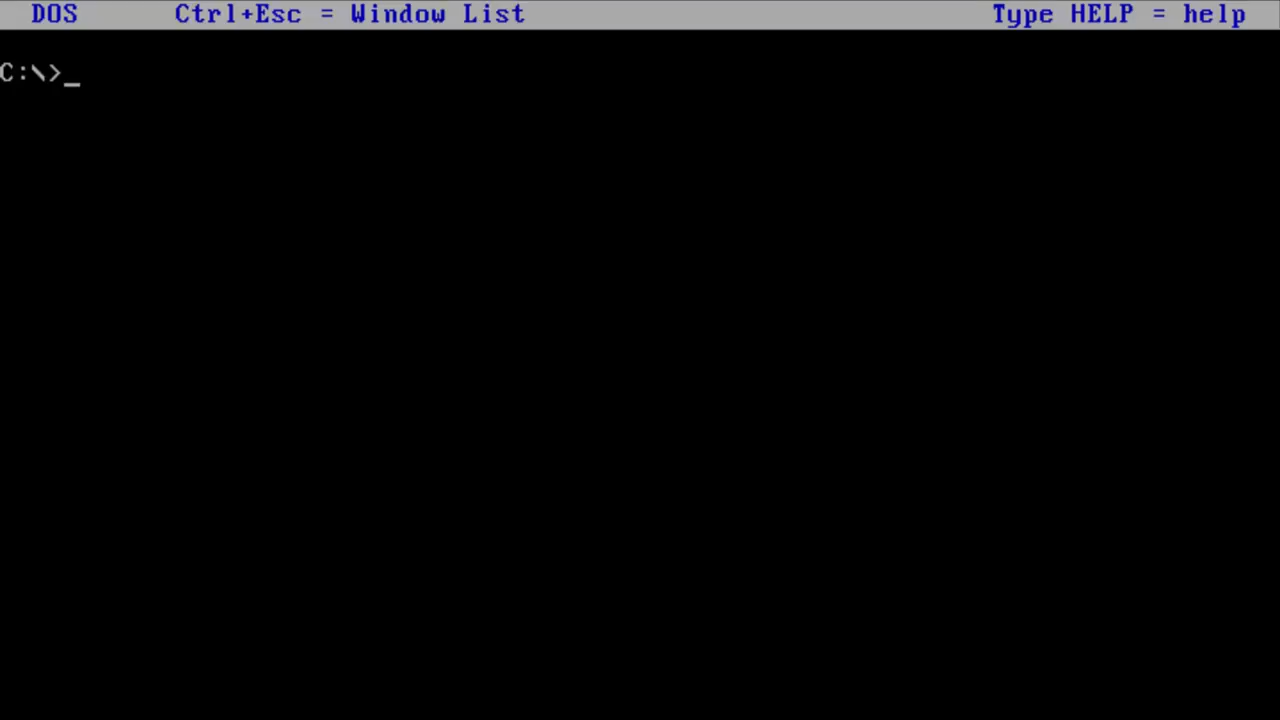 DOS Ctrl+Esc = Window List Type HELP = help
C:\>_